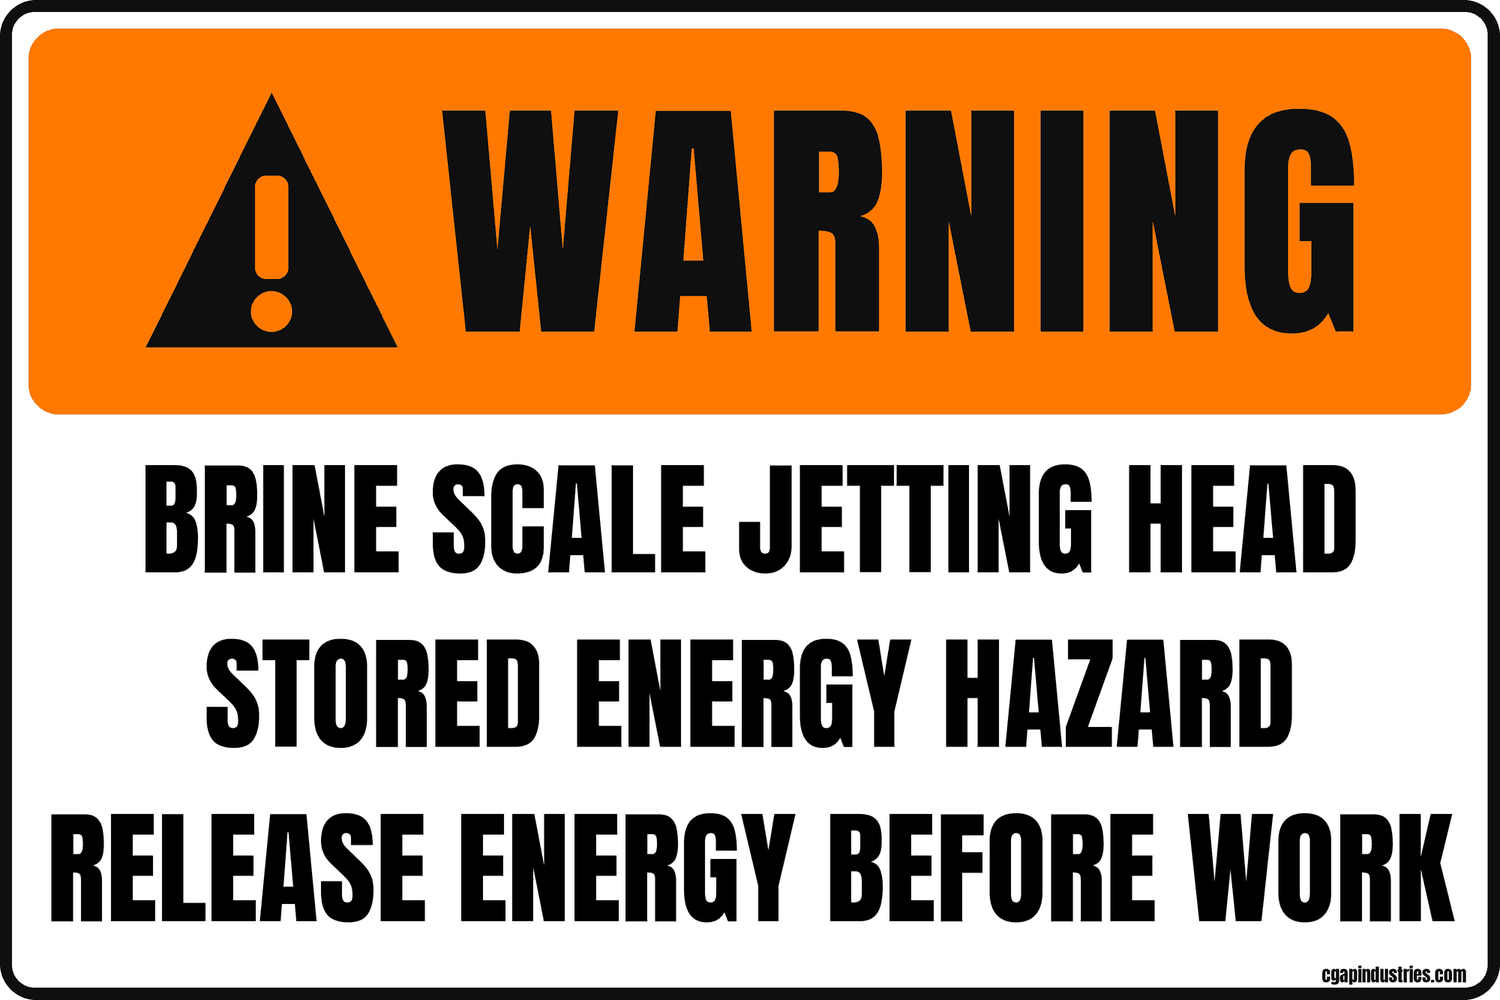 WARNING
BRINE SCALE JETTING HEAD
STORED ENERGY HAZARD
RELEASE ENERGY BEFORE WORK
cgapindustries.com